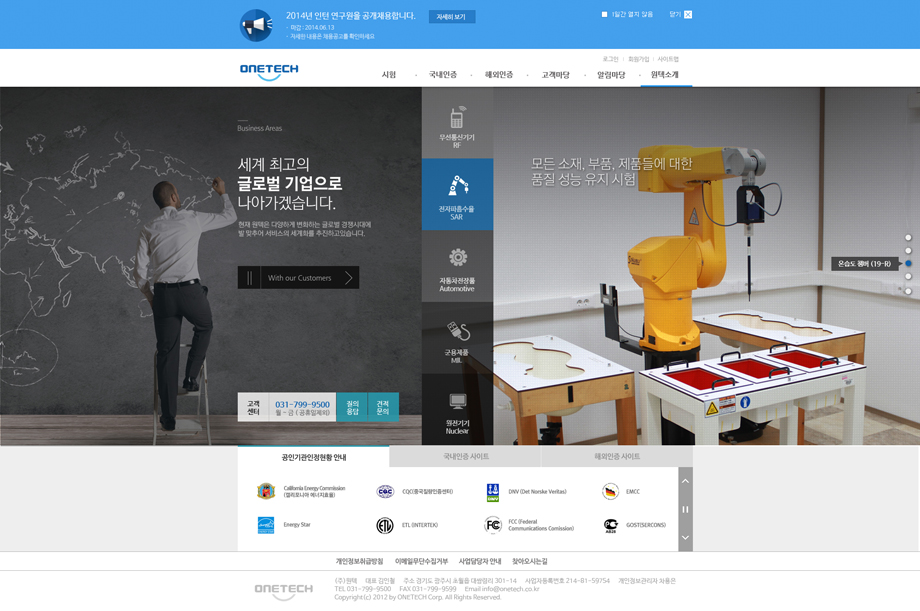 2014년 인턴 연구원을 공개채용합니다.
자세히 보기
- 마감 : 2014.06.13
- 자세한 내용은 채용공고를 확인하세요
1일간 열지 않음
닫기
로그인 | 회원가입 | 사이트맵
ONETECH
시험
국내인증
해외인증
고객마당
알림마당
원텍소개
Business Areas
세계 최고의
글로벌 기업으로
나아가겠습니다.
현재 원텍은 다양하게 변화하는 글로벌 경쟁시대에
발 맞추어 서비스의 세계화를 추진하고있습니다.
With our Customers
고객
센터
031-799-9500
월 - 금 ( 공휴일제외)
질의
응답
견적
문의
무선통신기기
RF
전자파흡수율
SAR
자동차전장품
Automotive
군용제품
MIL
원전기기
Nuclear
모든 소재, 부품, 제품들에 대한
품질 성능 유지 시험
온습도 챔버 (19-R)
공인기관인정현황 안내
국내인증 사이트
해외인증 사이트
California Energy Commission
(캘리포니아 에너지효율)
CQC(중국질량인증센터)
DNV (Det Norske Veritas)
EMCC
Energy Star
ETL (INTERTEK)
FCC (Federal
Communications Comission)
GOST(SERCONS)
개인정보취급방침
이메일무단수집거부
사업담당자 안내
찾아오시는길
ONETECH
(주)원텍 대표 김민철 주소 경기도 광주시 초월읍 대쌍령리 301-14 사업자등록번호 214-81-59754 개인정보관리자 차용은
TEL 031-799-9500 FAX 031-799-9599 Email info@onetech.co.kr
Copyright(c) 2012 by ONETECH Corp. All Rights Reserved.